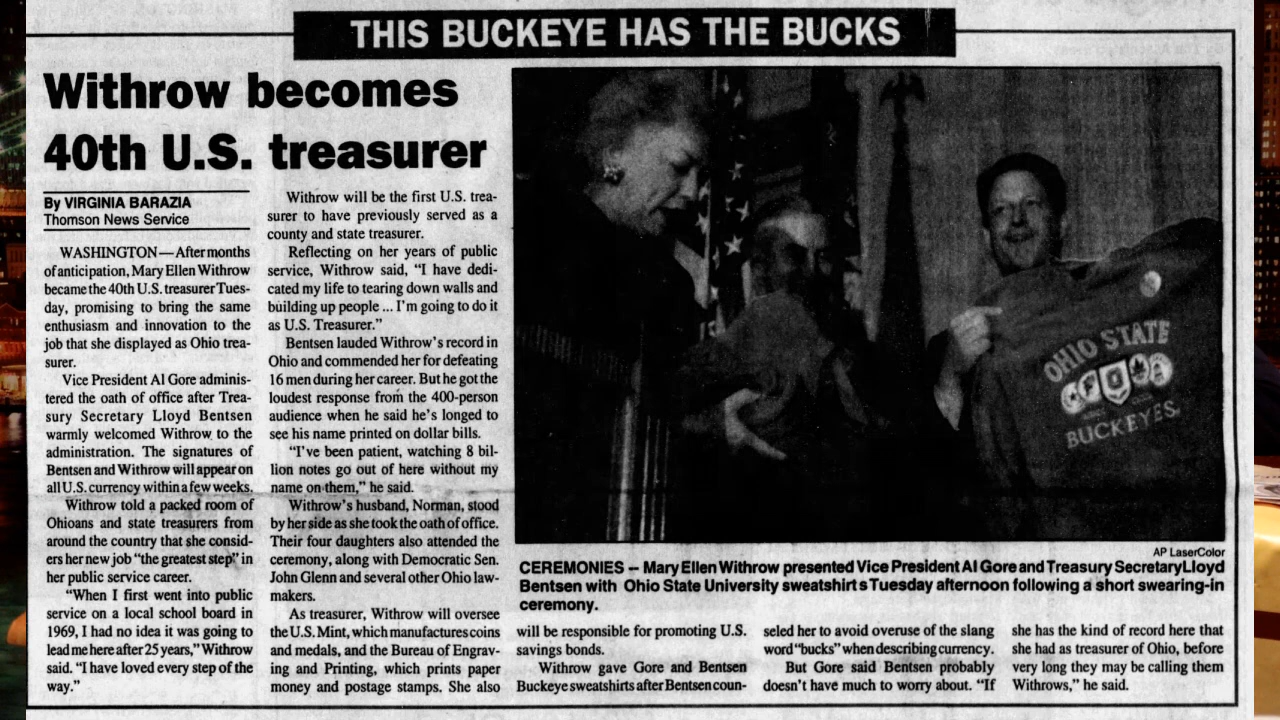 THIS BUCKEYE HAS THE BUCKS
Withrow becomes
40th U.S. treasurer
By VIRGINIA BARAZIA
Thomson News Service
WASHINGTON — After months
of anticipation, Mary Ellen Withrow
became the 40th U.S. treasurer Tues-
day, promising to bring the same
enthusiasm and innovation to the
job that she displayed as Ohio trea-
surer.
Vice President Al Gore adminis-
tered the oath of office after Trea-
sury Secretary Lloyd Bentsen
warmly welcomed Withrow to the
administration. The signatures of
Bentsen and Withrow will appear on
all U.S. currency within a few weeks.
Withrow told a packed room of
Ohioans and state treasurers from
around the country that she consid-
ers her new job "the greatest step" in
her public service career.
"When I first went into public
service on a local school board in
1969, I had no idea it was going to
lead me here after 25 years," Withrow
said. "I have loved every step of the
way."
Withrow will be the first U.S. trea-
surer to have previously served as a
county and state treasurer.
Reflecting on her years of public
service, Withrow said, "I have dedi-
cated my life to tearing down walls and
building up people ... I'm going to do it
as U.S. Treasurer."
Bentsen lauded Withrow's record in
Ohio and commended her for defeating
16 men during her career. But he got the
loudest response from the 400-person
audience when he said he's longed to
see his name printed on dollar bills.
"I've been patient, watching 8 bil-
lion notes go out of here without my
name on them," he said.
Withrow's husband, Norman, stood
by her side as she took the oath of office.
Their four daughters also attended the
ceremony, along with Democratic Sen.
John Glenn and several other Ohio law-
makers.
As treasurer, Withrow will oversee
the U.S. Mint, which manufactures coins
and medals, and the Bureau of Engrav-
ing and Printing, which prints paper
money and postage stamps. She also
OHIO STATE
BUCKEYES
AP LaserColor
CEREMONIES – Mary Ellen Withrow presented Vice President Al Gore and Treasury Secretary Lloyd
Bentsen with Ohio State University sweatshirts Tuesday afternoon following a short swearing-in
ceremony.
will be responsible for promoting U.S.
savings bonds.
Withrow gave Gore and Bentsen
Buckeye sweatshirts after Bentsen coun-
seled her to avoid overuse of the slang
word "bucks" when describing currency.
But Gore said Bentsen probably
doesn't have much to worry about. "If
she has the kind of record here that
she had as treasurer of Ohio, before
very long they may be calling them
Withrows," he said.